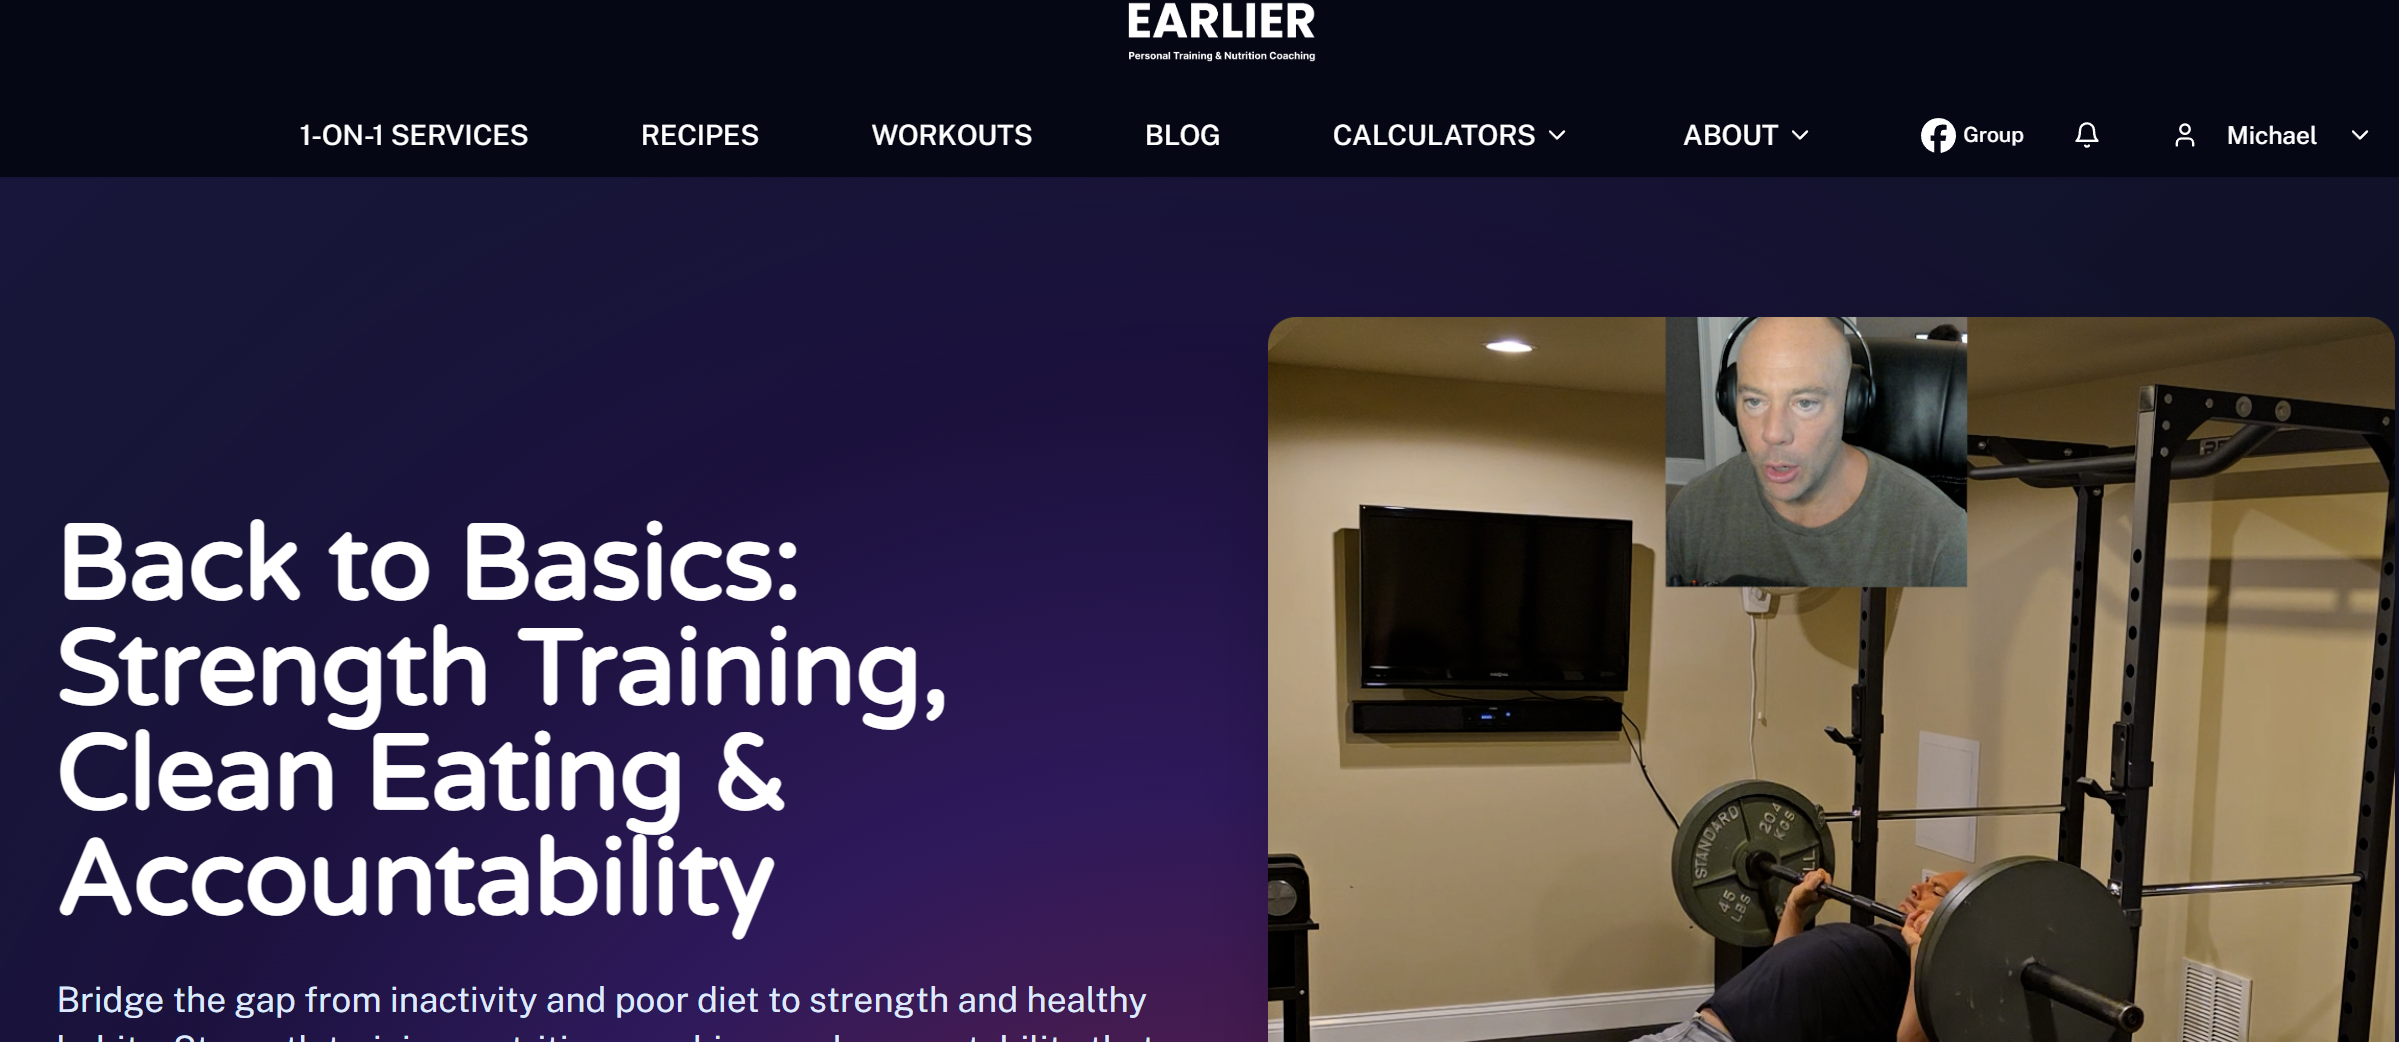 EARLIER
Personal Training & Nutrition Coaching
1-ON-1 SERVICES RECIPES WORKOUTS BLOG CALCULATORS ABOUT Group Michael
Back to Basics:
Strength Training,
Clean Eating &
Accountability
Bridge the gap from inactivity and poor diet to strength and healthy
STANDARD
20.4
KGS
45
LBS